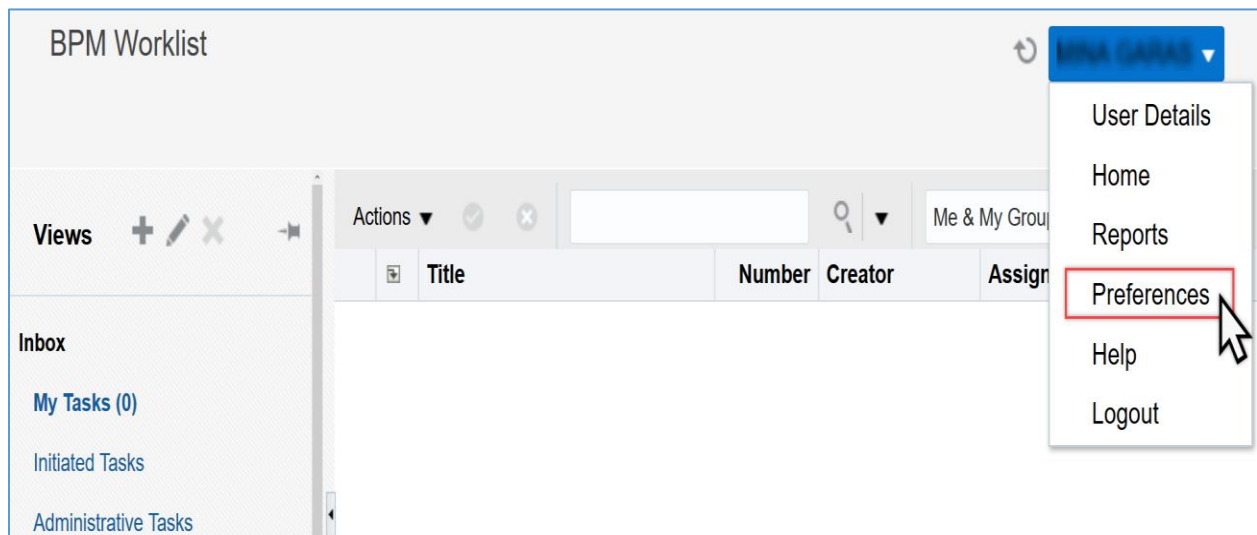 BPM Worklist
User Details
Home
Reports
Preferences
Help
Logout
Views
Actions
Me & My Grou
Title Number Creator Assign
Inbox
My Tasks (0)
Initiated Tasks
Administrative Tasks